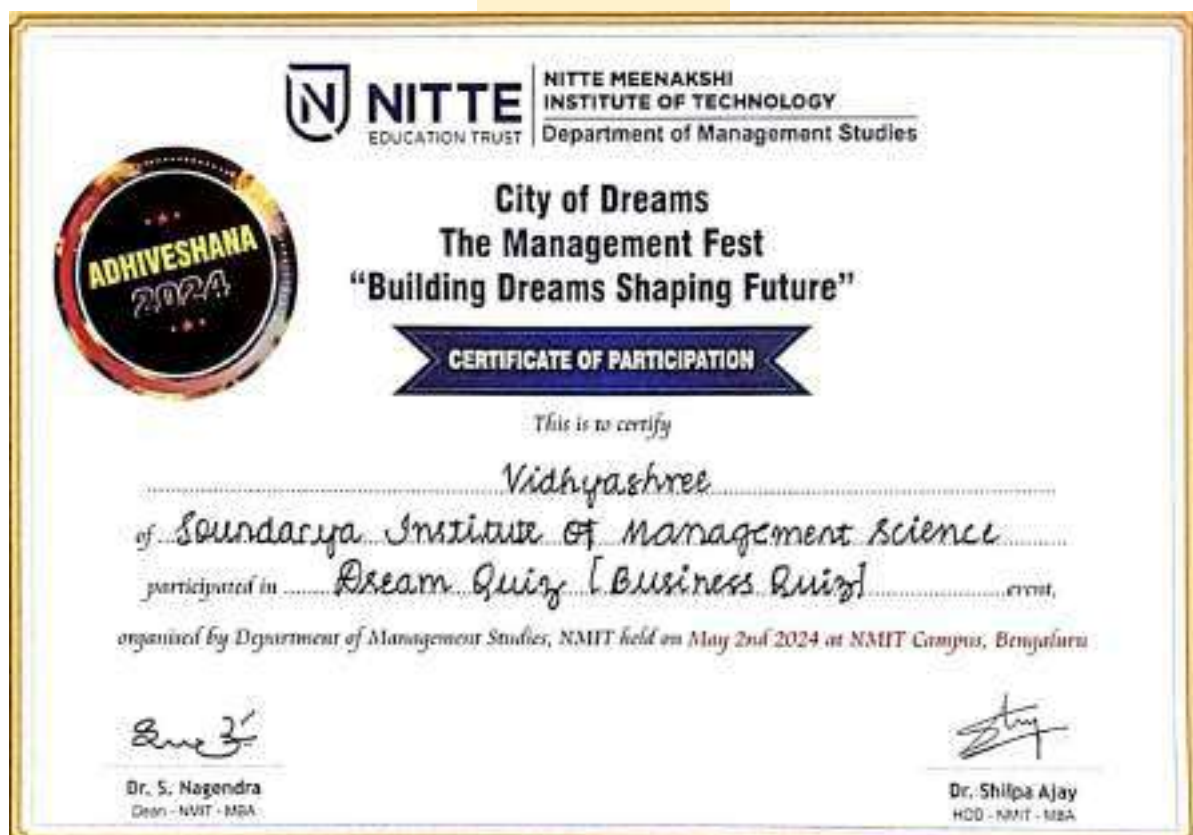 NITTE
EDUCATION TRUST
NITTE MEENAKSHI
INSTITUTE OF TECHNOLOGY
Department of Management Studies
ADHIVESHANA
2024
City of Dreams
The Management Fest
“Building Dreams Shaping Future”
CERTIFICATE OF PARTICIPATION
This is to certify
Vidhyashree
of Soundarya Institute of Management Science
participated in Dream Quiz [Business Quiz] event,
organised by Department of Management Studies, NMIT held on May 2nd 2024 at NMIT Campus, Bengaluru
Dr. S. Nagendra
Dean - NMIT - MBA
Dr. Shilpa Ajay
HOD - NMIT - MBA